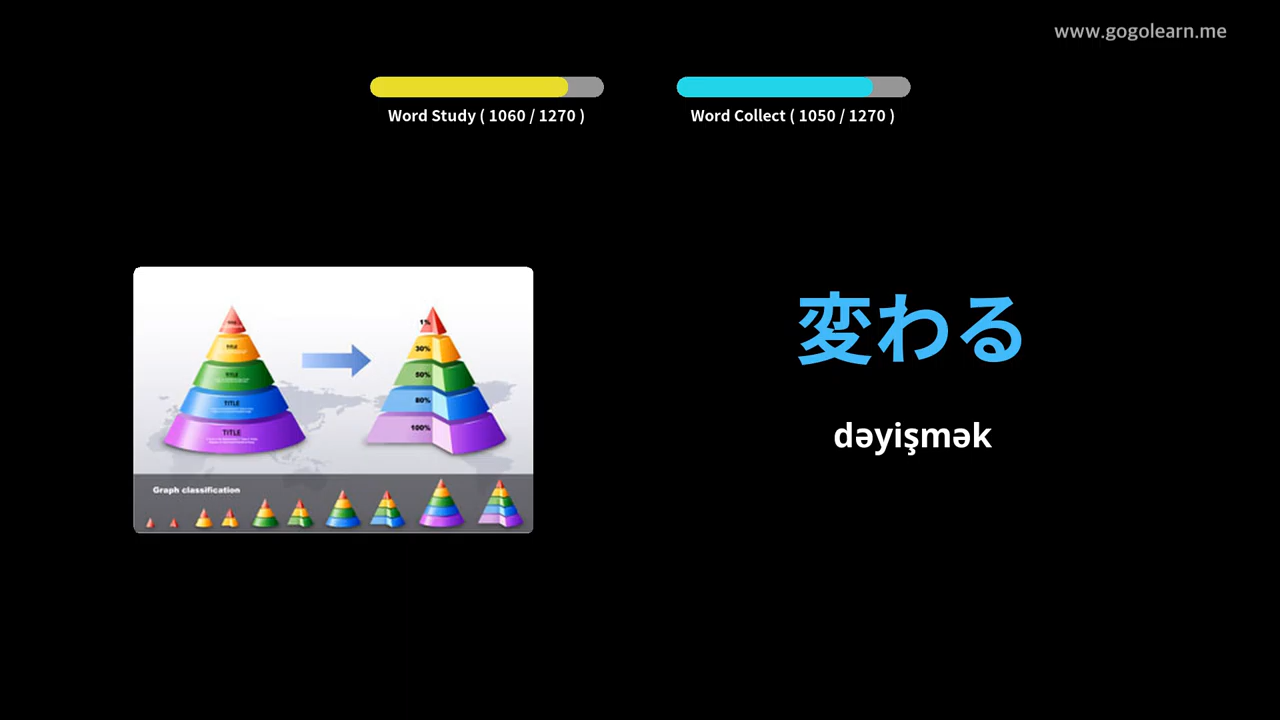 www.gogolearn.me
Word Study ( 1060 / 1270 )
Word Collect ( 1050 / 1270 )
変わる
dəyişmək
TITLE
TITLE
TITLE
TITLE
1%
30%
50%
80%
100%
Graph classification